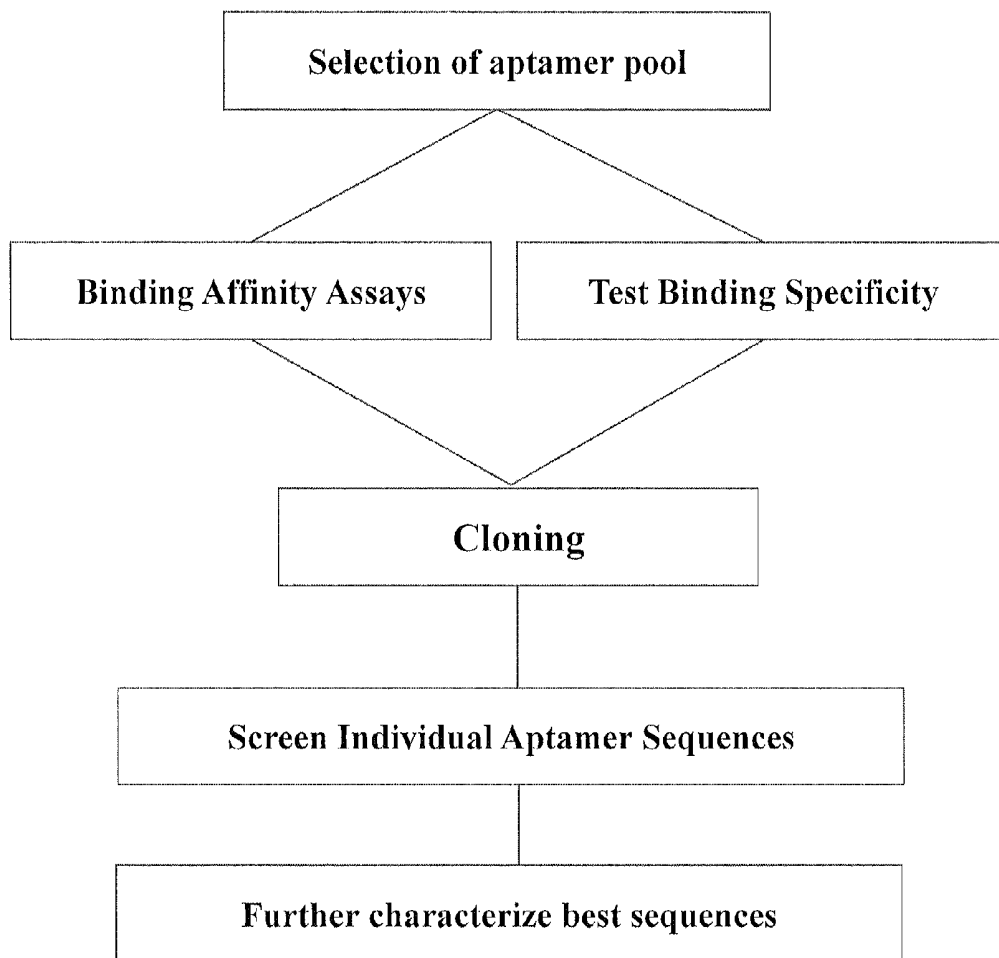 Selection of aptamer pool
Binding Affinity Assays
Test Binding Specificity
Cloning
Screen Individual Aptamer Sequences
Further characterize best sequences